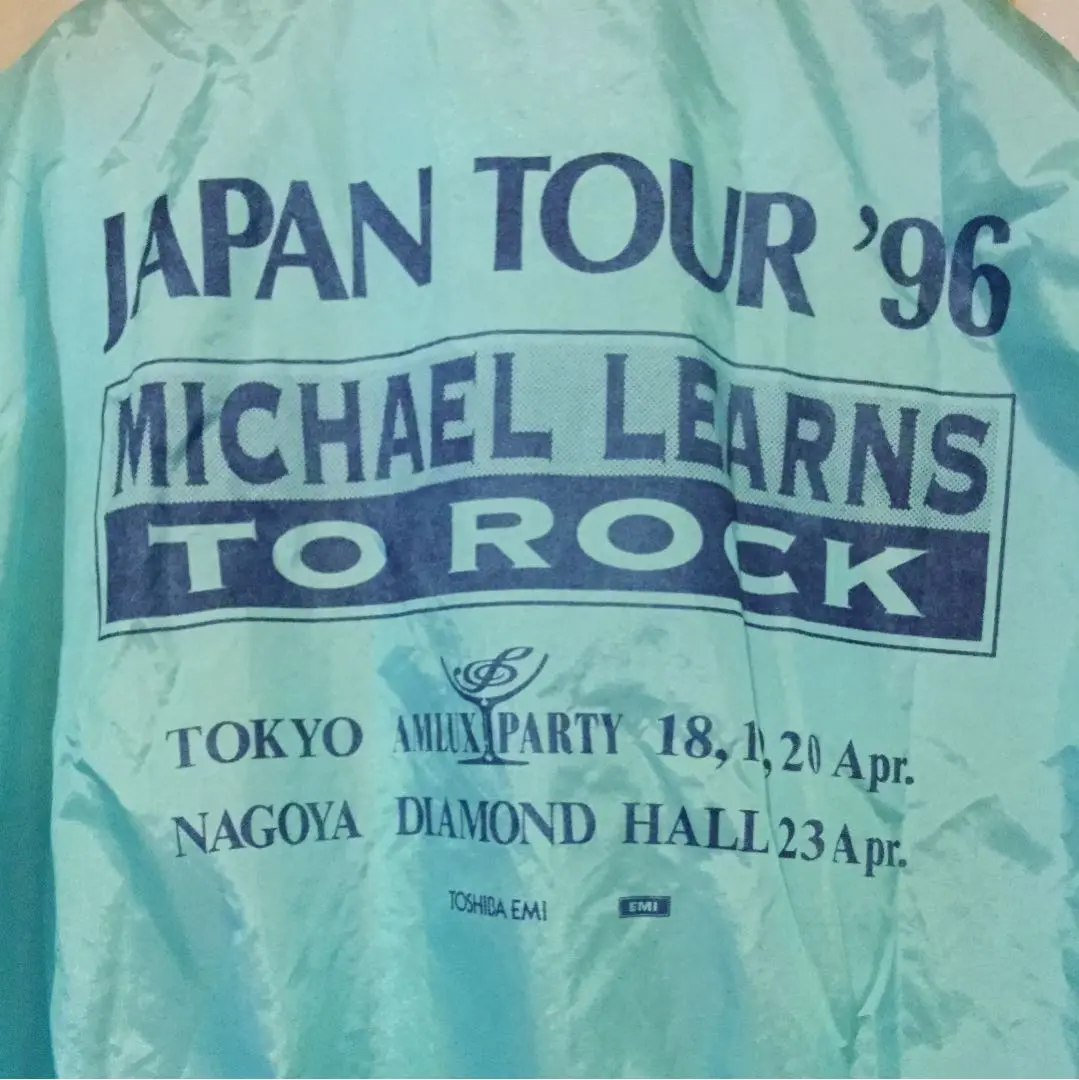 JAPAN TOUR '96
MICHAEL LEARNS
TO ROCK
TOKYO AMLUX PARTY 18, 1, 20 Apr.
NAGOYA DIAMOND HALL 23 Apr.
TOSHIBA EMI EMI